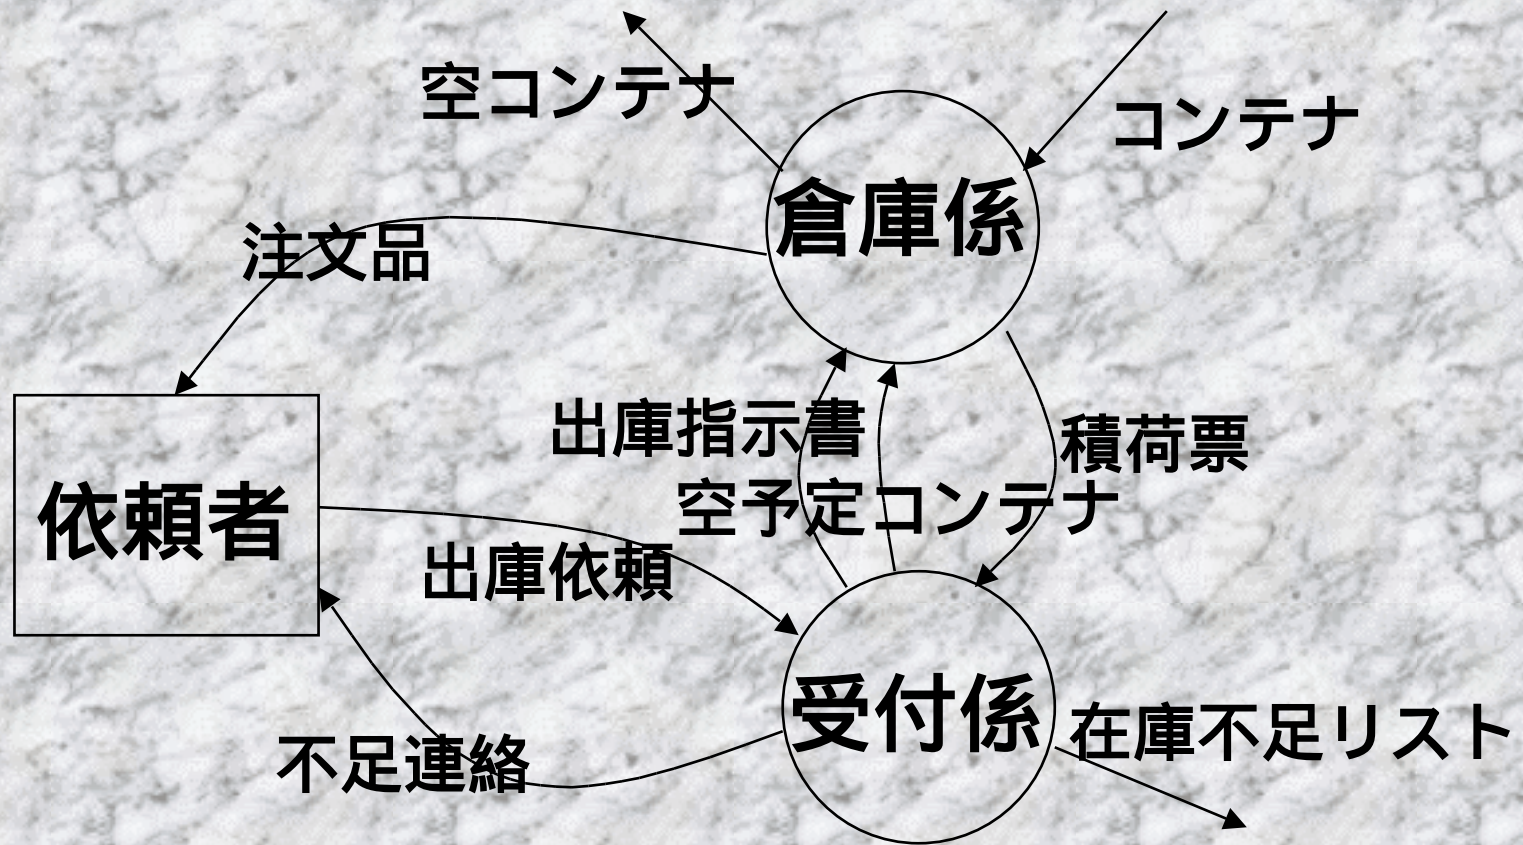 空コンテナ
コンテナ
倉庫係
注文品
出庫指示書
積荷票
空予定コンテナ
依頼者
出庫依頼
受付係
在庫不足リスト
不足連絡